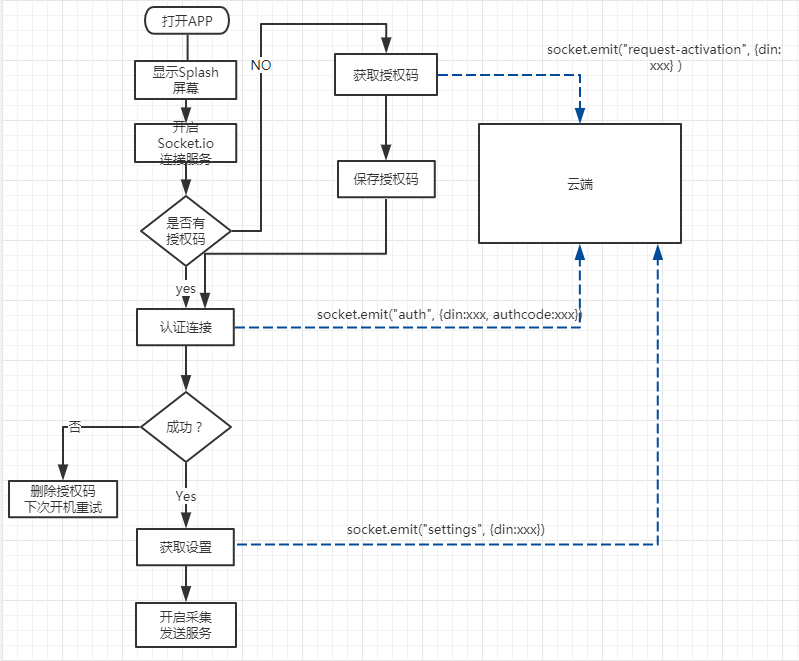 打开APP
显示Splash
屏幕
开启
Socket.io
连接服务
是否有
授权码
NO
获取授权码
socket.emit("request-activation", {din:
xxx} )
保存授权码
云端
yes
认证连接
socket.emit("auth", {din:xxx, authcode:xxx})
成功？
否
删除授权码
下次开机重试
Yes
获取设置
socket.emit("settings", {din:xxx})
开启采集
发送服务